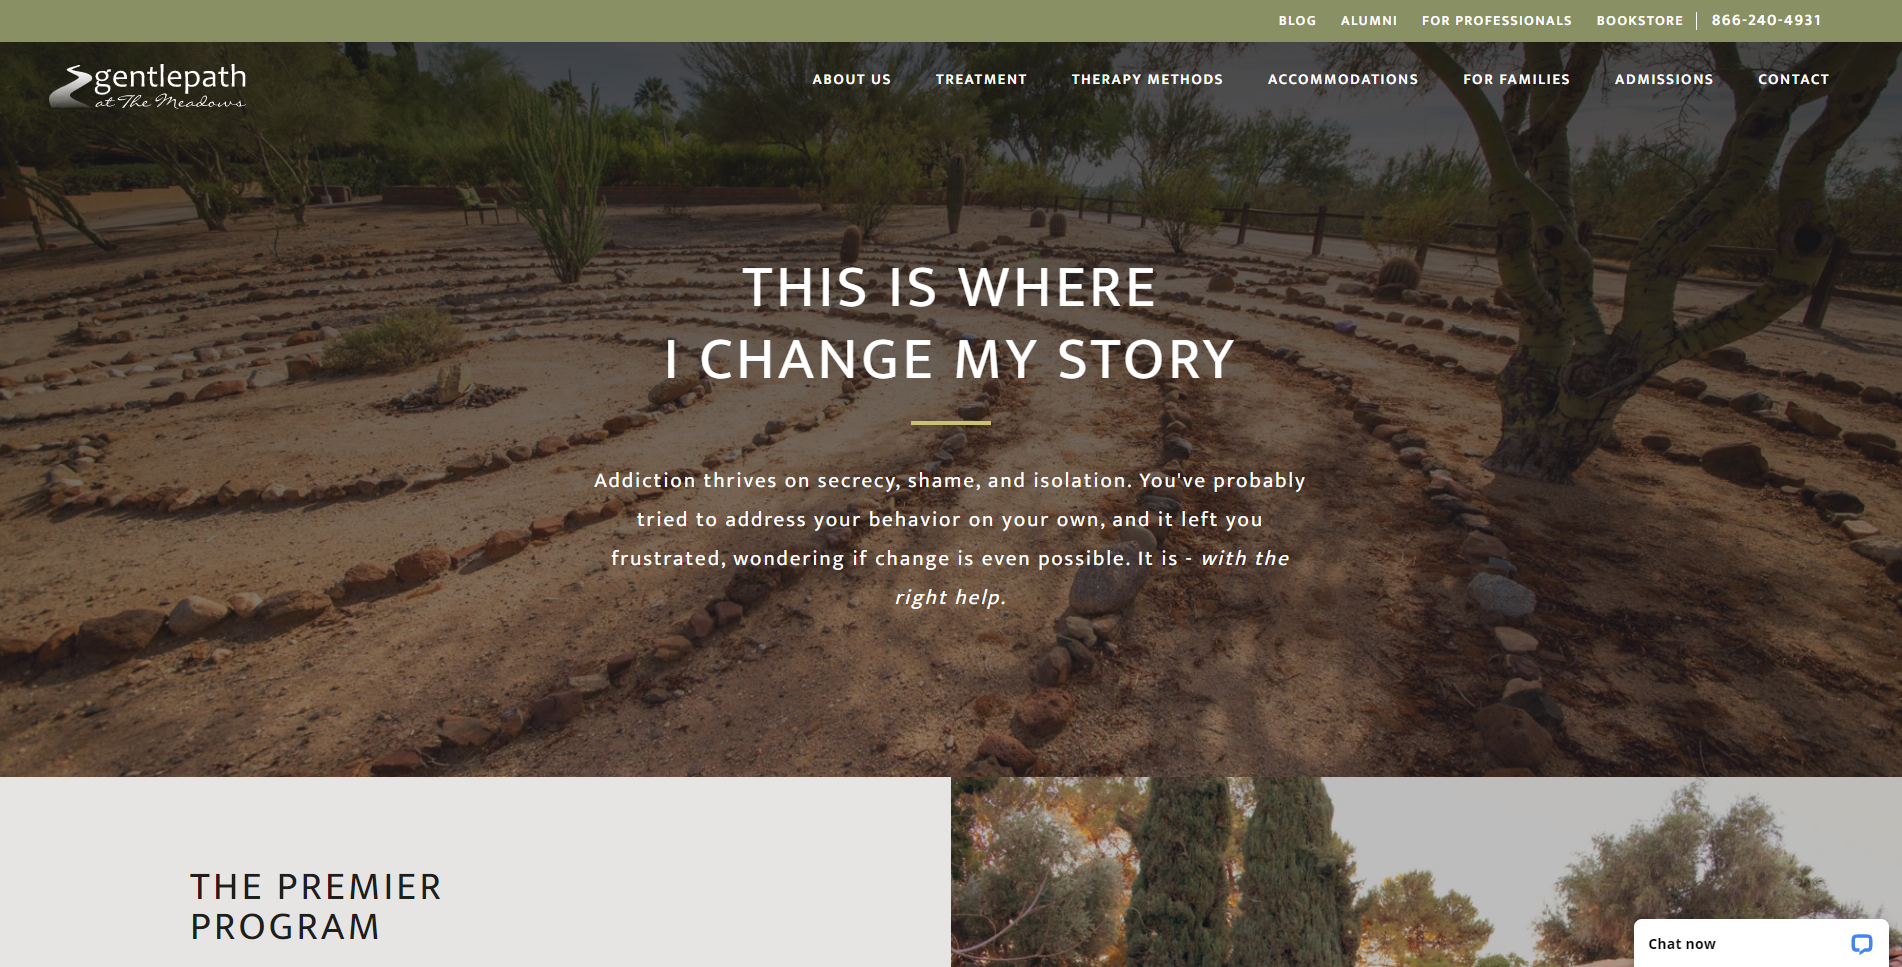 BLOG ALUMNI FOR PROFESSIONALS BOOKSTORE 866-240-4931
gentlepath
at The Meadows
ABOUT US TREATMENT THERAPY METHODS ACCOMMODATIONS FOR FAMILIES ADMISSIONS CONTACT
THIS IS WHERE
I CHANGE MY STORY
Addiction thrives on secrecy, shame, and isolation. You've probably
tried to address your behavior on your own, and it left you
frustrated, wondering if change is even possible. It is - with the
right help.
THE PREMIER
PROGRAM
Chat now